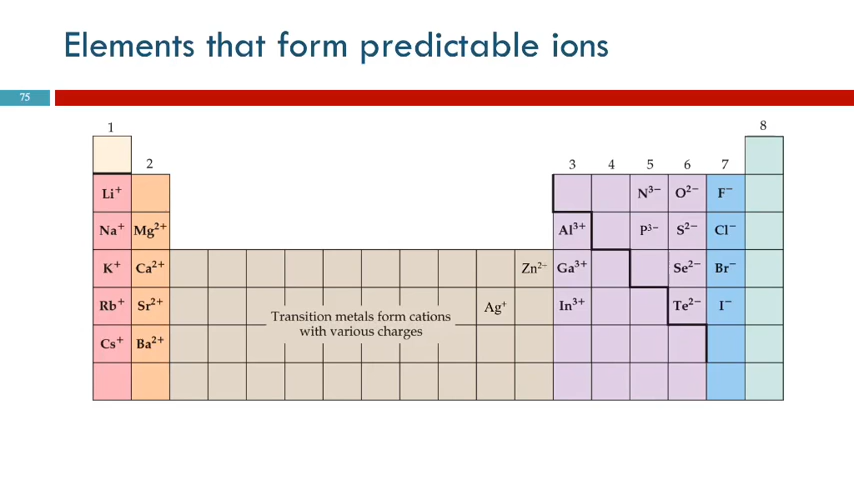 Elements that form predictable ions
75
1 8
2 3 4 5 6 7
Li⁺ N³⁻ O²⁻ F⁻
Na⁺ Mg²⁺ Al³⁺ P³⁻ S²⁻ Cl⁻
K⁺ Ca²⁺ Zn²⁺ Ga³⁺ Se²⁻ Br⁻
Rb⁺ Sr²⁺ Ag⁺ In³⁺ Te²⁻ I⁻
Transition metals form cations
with various charges
Cs⁺ Ba²⁺